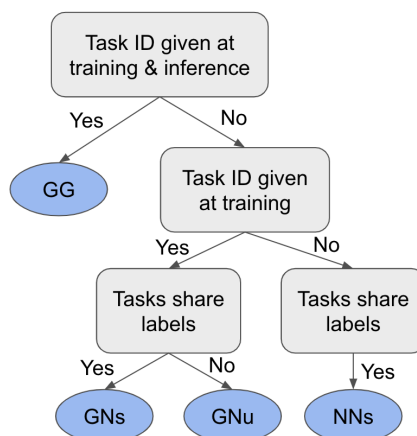 Task ID given at
training & inference
Yes
No
GG
Task ID given
at training
Yes
No
Tasks share
labels
Tasks share
labels
Yes
No
Yes
GNs
GNu
NNs